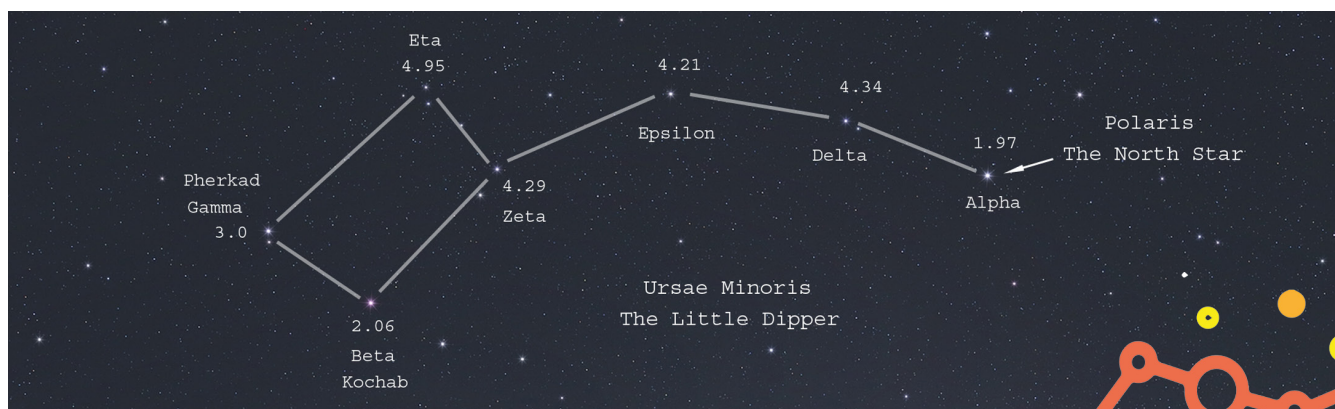 Eta
4.95
4.21
Epsilon
4.34
Delta
1.97
Alpha
Polaris
The North Star
Pherkad
Gamma
3.0
4.29
Zeta
2.06
Beta
Kochab
Ursae Minoris
The Little Dipper